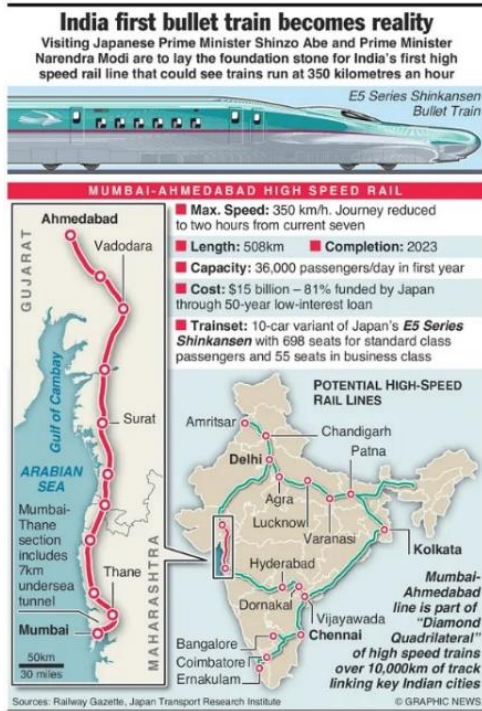 India first bullet train becomes reality
Visiting Japanese Prime Minister Shinzo Abe and Prime Minister
Narendra Modi are to lay the foundation stone for India's first high
speed rail line that could see trains run at 350 kilometres an hour
E5 Series Shinkansen
Bullet Train
MUMBAI-AHMEDABAD HIGH SPEED RAIL
Ahmedabad
Vadodara
GUJARAT
Gulf of Cambay
Surat
ARABIAN
SEA
Mumbai-
Thane
section
includes
7km
undersea
tunnel
Thane
MAHARASHTRA
Mumbai
50km
30 miles
Max. Speed: 350 km/h. Journey reduced
to two hours from current seven
Length: 508km
Completion: 2023
Capacity: 36,000 passengers/day in first year
Cost: $15 billion – 81% funded by Japan
through 50-year low-interest loan
Trainset: 10-car variant of Japan's E5 Series
Shinkansen with 698 seats for standard class
passengers and 55 seats in business class
POTENTIAL HIGH-SPEED
RAIL LINES
Amritsar
Chandigarh
Delhi
Patna
Agra
Lucknow
Varanasi
Kolkata
Hyderabad
Dornakal
Vijayawada
Chennai
Bangalore
Coimbatore
Ernakulam
Mumbai-
Ahmedabad
line is part of
"Diamond
Quadrilateral"
of high speed trains
over 10,000km of track
linking key Indian cities
Sources: Railway Gazette, Japan Transport Research Institute
© GRAPHIC NEWS